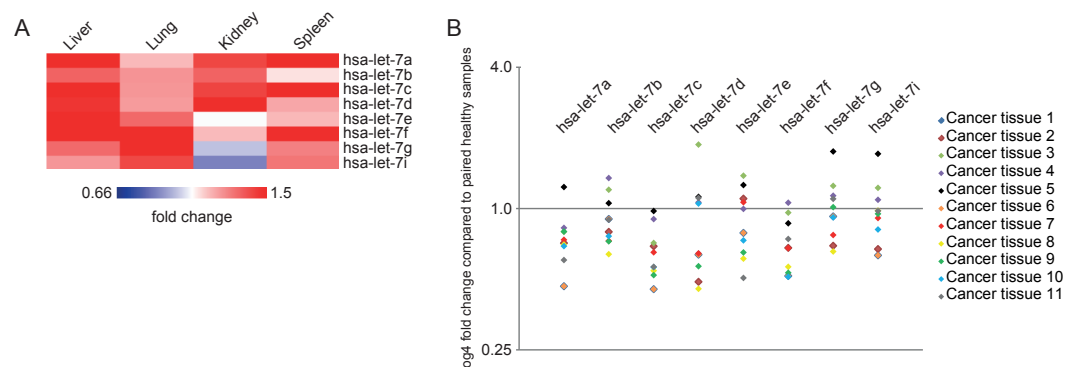 A
Liver
Lung
Kidney
Spleen
hsa-let-7a
hsa-let-7b
hsa-let-7c
hsa-let-7d
hsa-let-7e
hsa-let-7f
hsa-let-7g
hsa-let-7i
0.66
1.5
fold change
B
og4 fold change compared to paired healthy samples
4.0
1.0
0.25
hsa-let-7a
hsa-let-7b
hsa-let-7c
hsa-let-7d
hsa-let-7e
hsa-let-7f
hsa-let-7g
hsa-let-7i
Cancer tissue 1
Cancer tissue 2
Cancer tissue 3
Cancer tissue 4
Cancer tissue 5
Cancer tissue 6
Cancer tissue 7
Cancer tissue 8
Cancer tissue 9
Cancer tissue 10
Cancer tissue 11